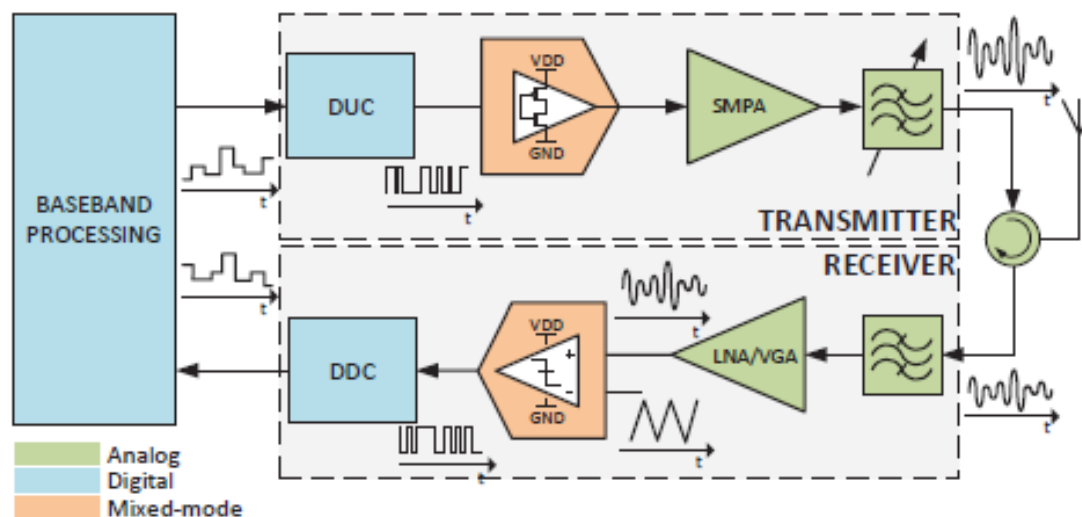 BASEBAND
PROCESSING
t
t
DUC
t
VDD
GND
SMPA
t
TRANSMITTER
RECEIVER
DDC
t
VDD
+
-
GND
t
t
LNA/VGA
t
Analog
Digital
Mixed-mode